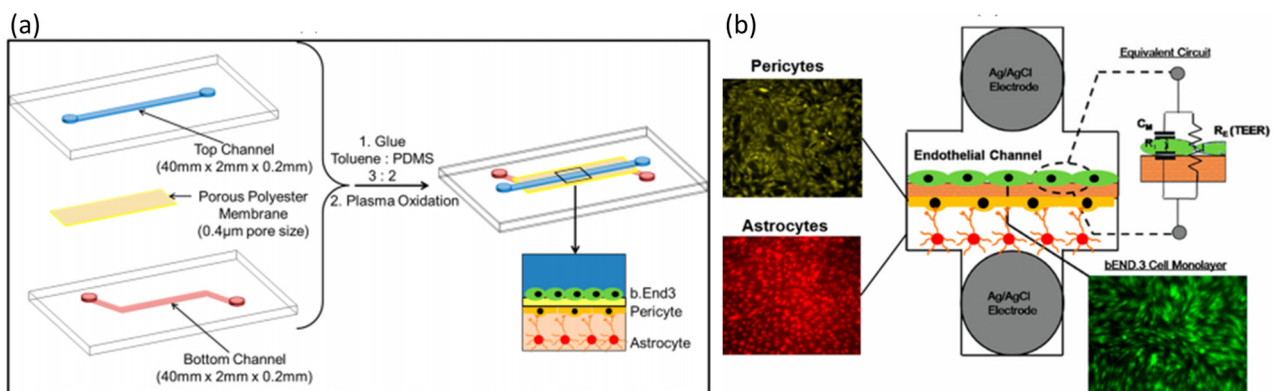 (a)
Top Channel
(40mm x 2mm x 0.2mm)
Porous Polyester
Membrane
(0.4µm pore size)
Bottom Channel
(40mm x 2mm x 0.2mm)
1. Glue
Toluene : PDMS
3 : 2
2. Plasma Oxidation
b.End3
Pericyte
Astrocyte
(b)
Pericytes
Astrocytes
Ag/AgCl
Electrode
Endothelial Channel
Ag/AgCl
Electrode
Equivalent Circuit
C_M
R_E (TEER)
bEND.3 Cell Monolayer